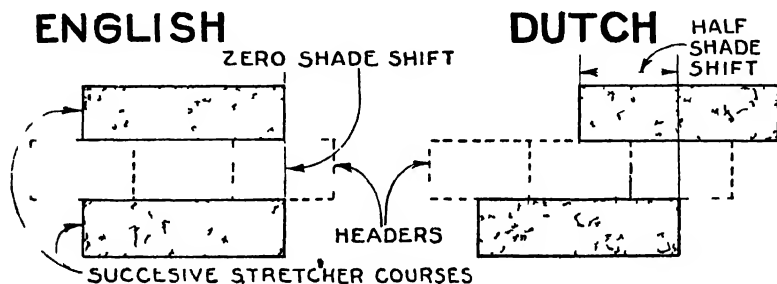 ENGLISH
DUTCH
ZERO SHADE SHIFT
HALF
SHADE
SHIFT
HEADERS
SUCCESIVE STRETCHER COURSES